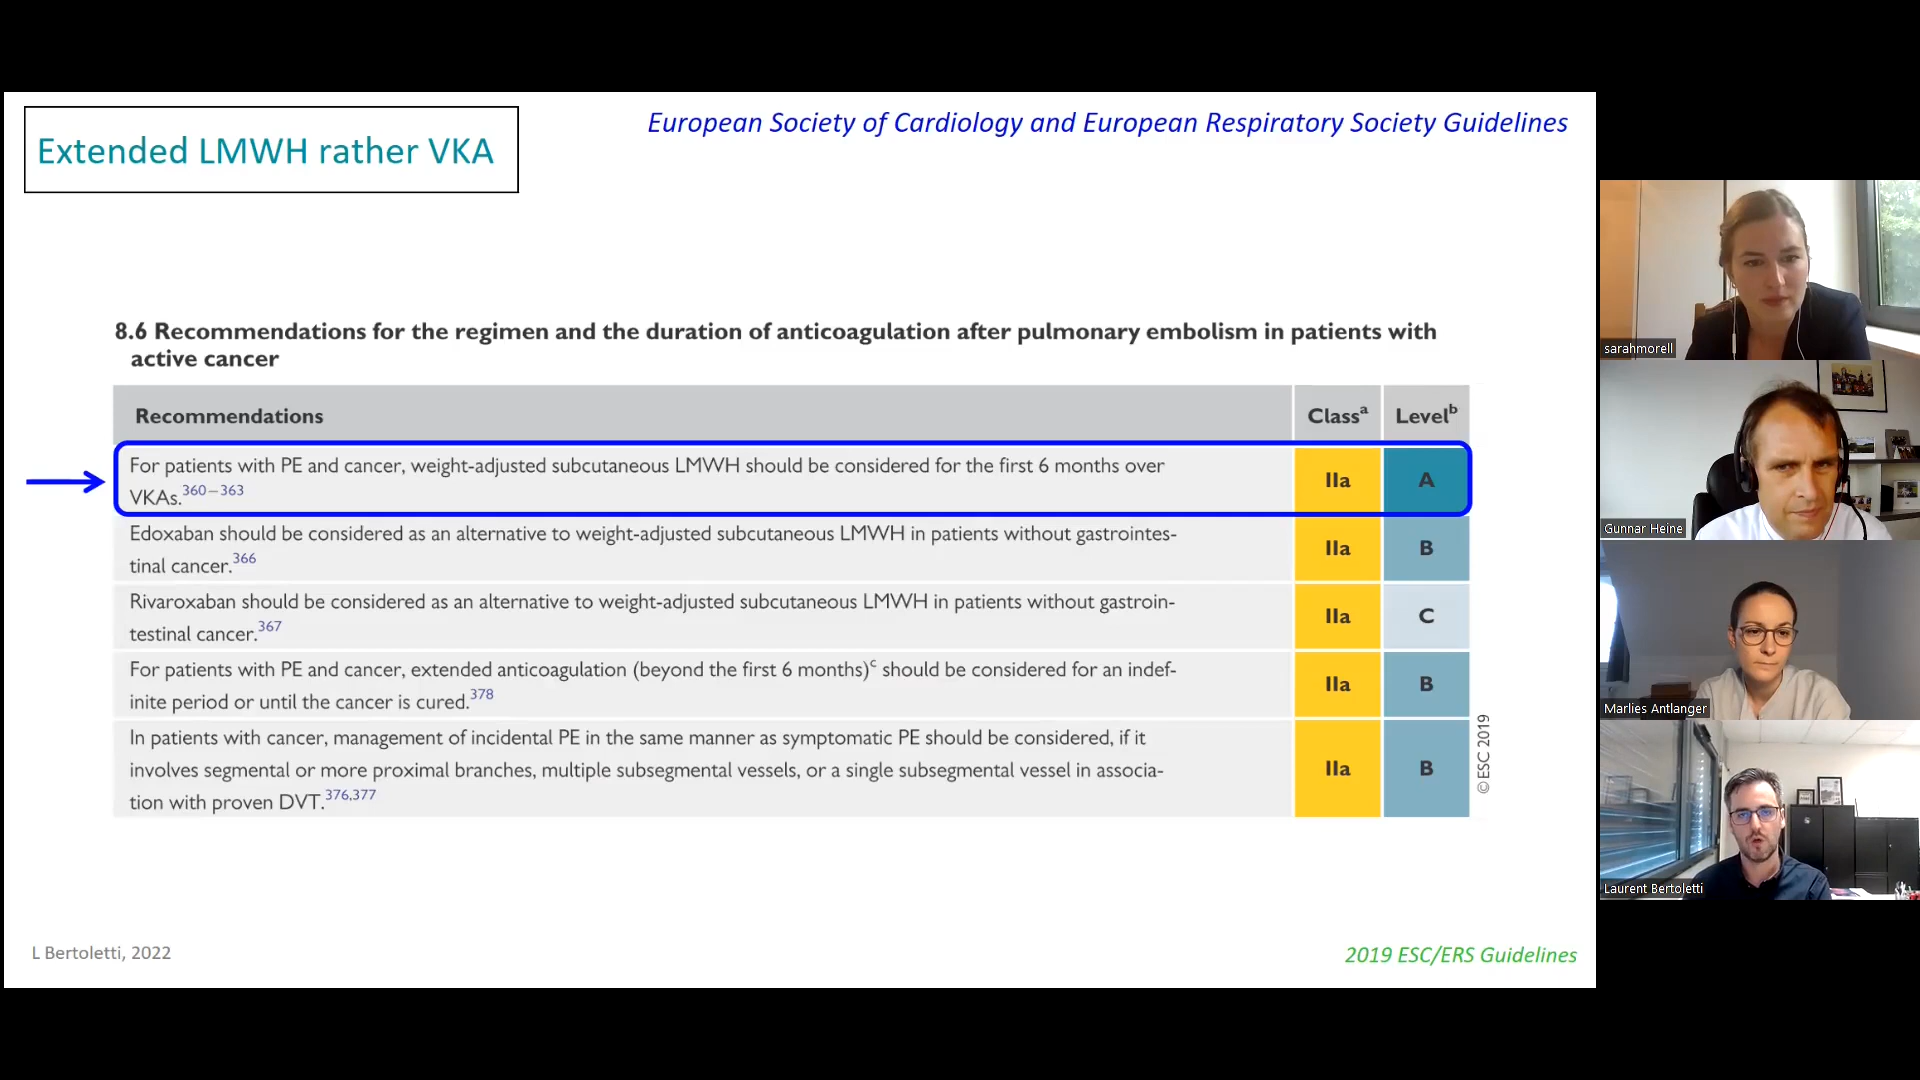 Extended LMWH rather VKA
European Society of Cardiology and European Respiratory Society Guidelines
8.6 Recommendations for the regimen and the duration of anticoagulation after pulmonary embolism in patients with
active cancer
Recommendations Classᵃ Levelᵇ
For patients with PE and cancer, weight-adjusted subcutaneous LMWH should be considered for the first 6 months over
VKAs.360–363
IIa A
Edoxaban should be considered as an alternative to weight-adjusted subcutaneous LMWH in patients without gastrointes-
tinal cancer.366
IIa B
Rivaroxaban should be considered as an alternative to weight-adjusted subcutaneous LMWH in patients without gastroin-
testinal cancer.367
IIa C
For patients with PE and cancer, extended anticoagulation (beyond the first 6 months)ᶜ should be considered for an indef-
inite period or until the cancer is cured.378
IIa B
In patients with cancer, management of incidental PE in the same manner as symptomatic PE should be considered, if it
involves segmental or more proximal branches, multiple subsegmental vessels, or a single subsegmental vessel in associa-
tion with proven DVT.376,377
IIa B
©ESC 2019
L Bertoletti, 2022
2019 ESC/ERS Guidelines
sarahmorell
Gunnar Heine
Marlies Antlanger
Laurent Bertoletti